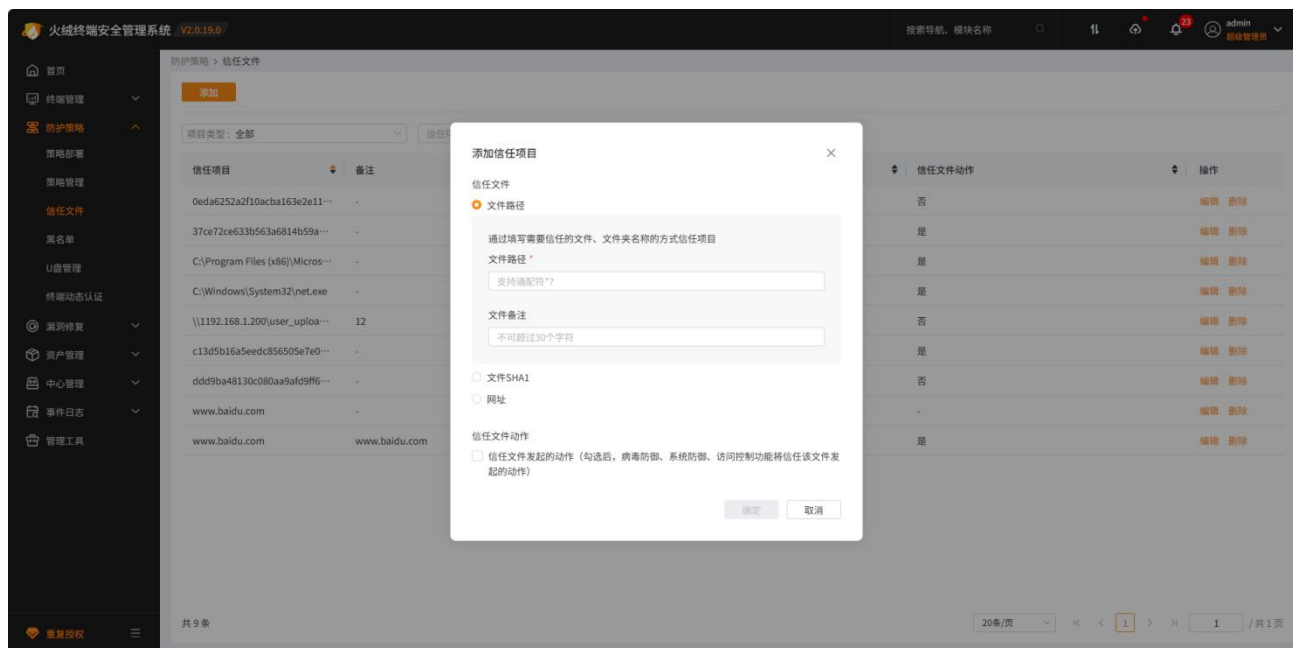 火绒终端安全管理系统 V2.0.19.0
搜索导航、模块名称
23
admin
超级管理员
首页
终端管理
防护策略
策略部署
策略管理
信任文件
黑名单
U盘管理
终端动态认证
漏洞修复
资产管理
中心管理
事件日志
管理工具
重复授权
防护策略 > 信任文件
添加
项目类型: 全部
信任项目 备注 信任文件动作 操作
0eda6252a2f10acba163e2e11··· - 否 编辑 删除
37ce72ce633b563a6814b59a··· - 是 编辑 删除
C:\Program Files (x86)\Micros··· - 是 编辑 删除
C:\Windows\System32\net.exe - 是 编辑 删除
\\1192.168.1.200\user_uploa··· 12 否 编辑 删除
c13d5b16a5eedc856505e7e0··· - 是 编辑 删除
ddd9ba48130c080aa9afd9ff6··· - 否 编辑 删除
www.baidu.com - - 编辑 删除
www.baidu.com www.baidu.com 是 编辑 删除
添加信任项目
信任文件
文件路径
通过填写需要信任的文件、文件夹名称的方式信任项目
文件路径 *
支持通配符*?
文件备注
不可超过30个字符
文件SHA1
网址
信任文件动作
信任文件发起的动作（勾选后，病毒防御、系统防御、访问控制功能将信任该文件发
起的动作）
确定 取消
共 9 条
20条/页 1 1 / 共 1 页